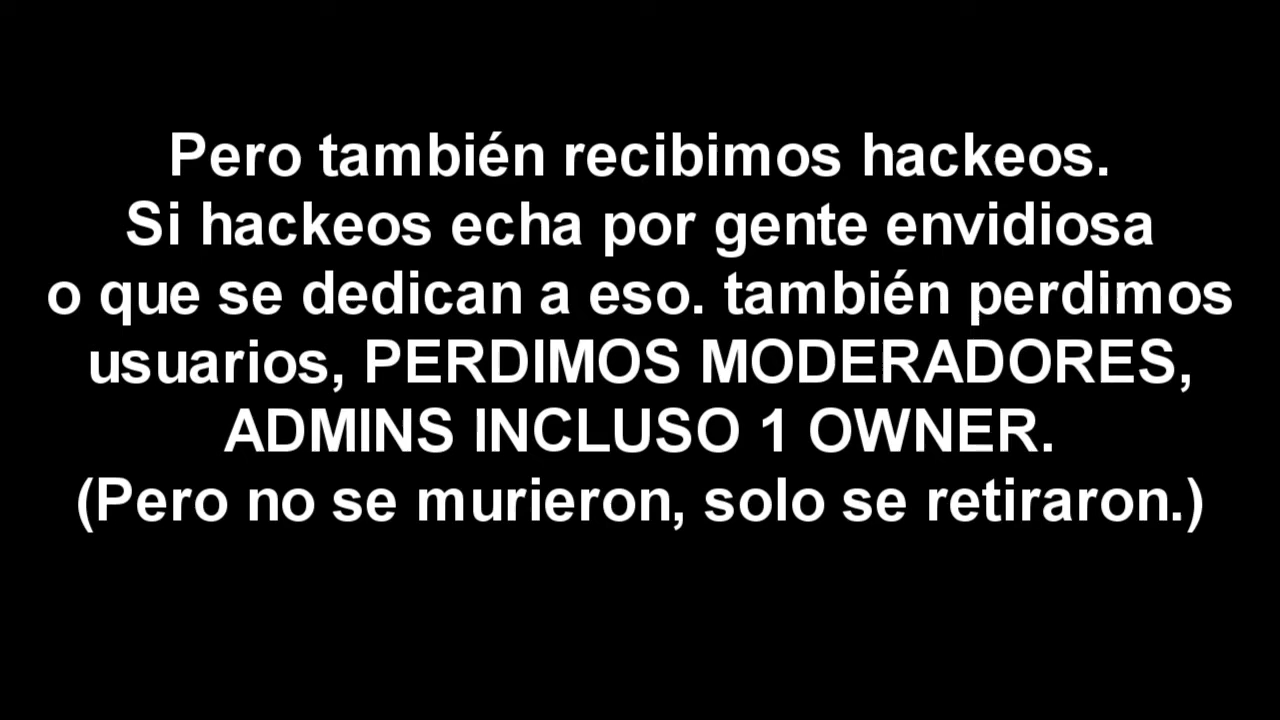 Pero también recibimos hackeos.
Si hackeos echa por gente envidiosa
o que se dedican a eso. también perdimos
usuarios, PERDIMOS MODERADORES,
ADMINS INCLUSO 1 OWNER.
(Pero no se murieron, solo se retiraron.)